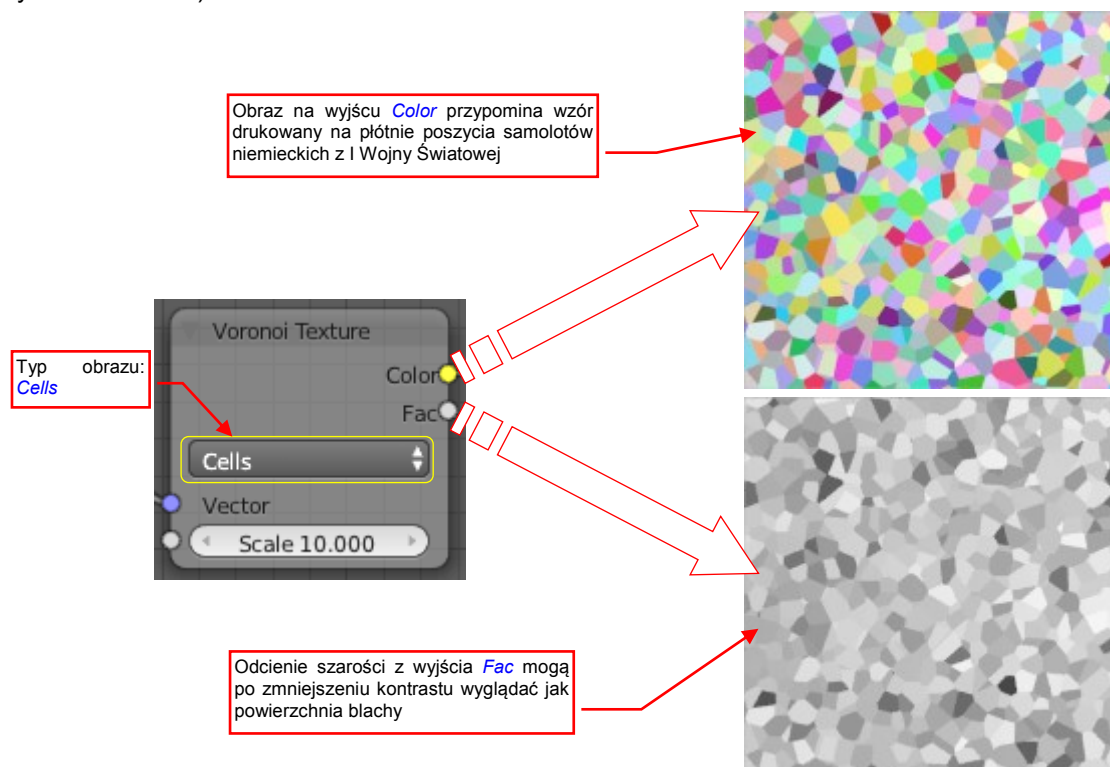 Obraz na wyjścu Color przypomina wzór
drukowany na płótnie poszycia samolotów
niemieckich z I Wojny Światowej
Voronoi Texture
Typ obrazu:
Cells
Color
Fac
Cells
Vector
Scale 10.000
Odcienie szarości z wyjścia Fac mogą
po zmniejszeniu kontrastu wyglądać jak
powierzchnia blachy